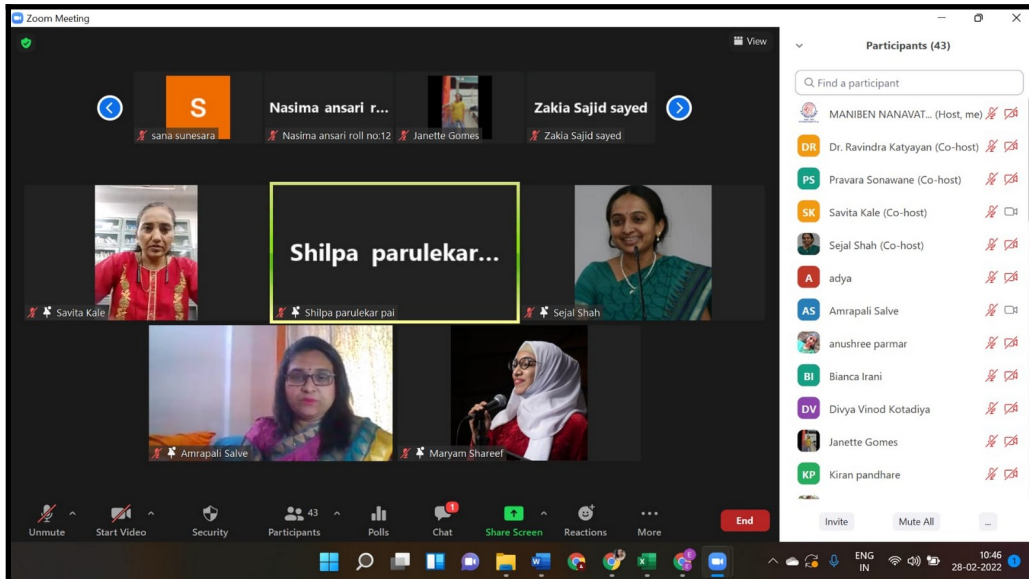 Zoom Meeting
View
Participants (43)
Find a participant
S
Nasima ansari r...
Zakia Sajid sayed
sana sunesara
Nasima ansari roll no:12
Janette Gomes
Zakia Sajid sayed
MANIBEN NANAVAT... (Host, me)
DR Dr. Ravindra Katyayan (Co-host)
PS Pravara Sonawane (Co-host)
SK Savita Kale (Co-host)
Sejal Shah (Co-host)
A adya
AS Amrapali Salve
anushree parmar
BI Bianca Irani
DV Divya Vinod Kotadiya
Janette Gomes
KP Kiran pandhare
Shilpa parulekar...
Savita Kale
Shilpa parulekar pai
Sejal Shah
Amrapali Salve
Maryam Shareef
Unmute
Start Video
Security
43
Participants
Polls
1
Chat
Share Screen
Reactions
More
End
Invite
Mute All
...
ENG
IN
10:46
28-02-2022
1